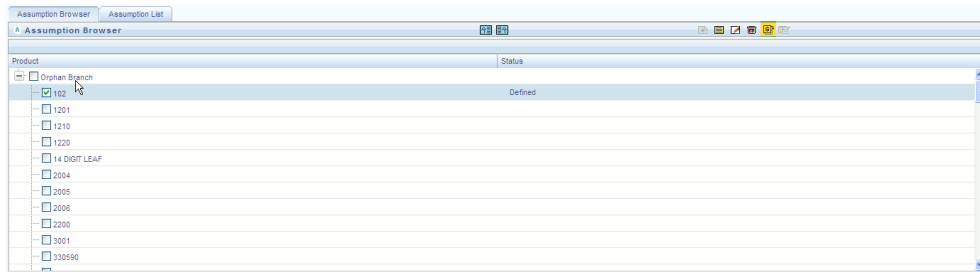 Assumption Browser Assumption List
Assumption Browser
Product Status
Orphan Branch
102 Defined
1201
1210
1220
14 DIGIT LEAF
2004
2005
2006
2200
3001
330590